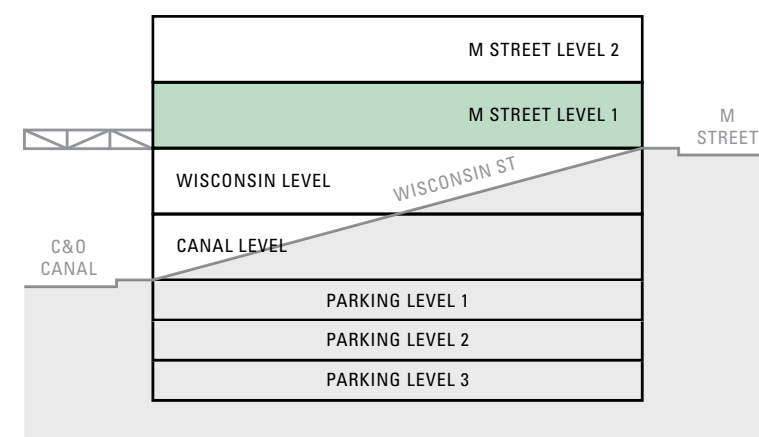 M STREET LEVEL 2
M STREET LEVEL 1
M
STREET
WISCONSIN LEVEL
WISCONSIN ST
C&O
CANAL
CANAL LEVEL
PARKING LEVEL 1
PARKING LEVEL 2
PARKING LEVEL 3